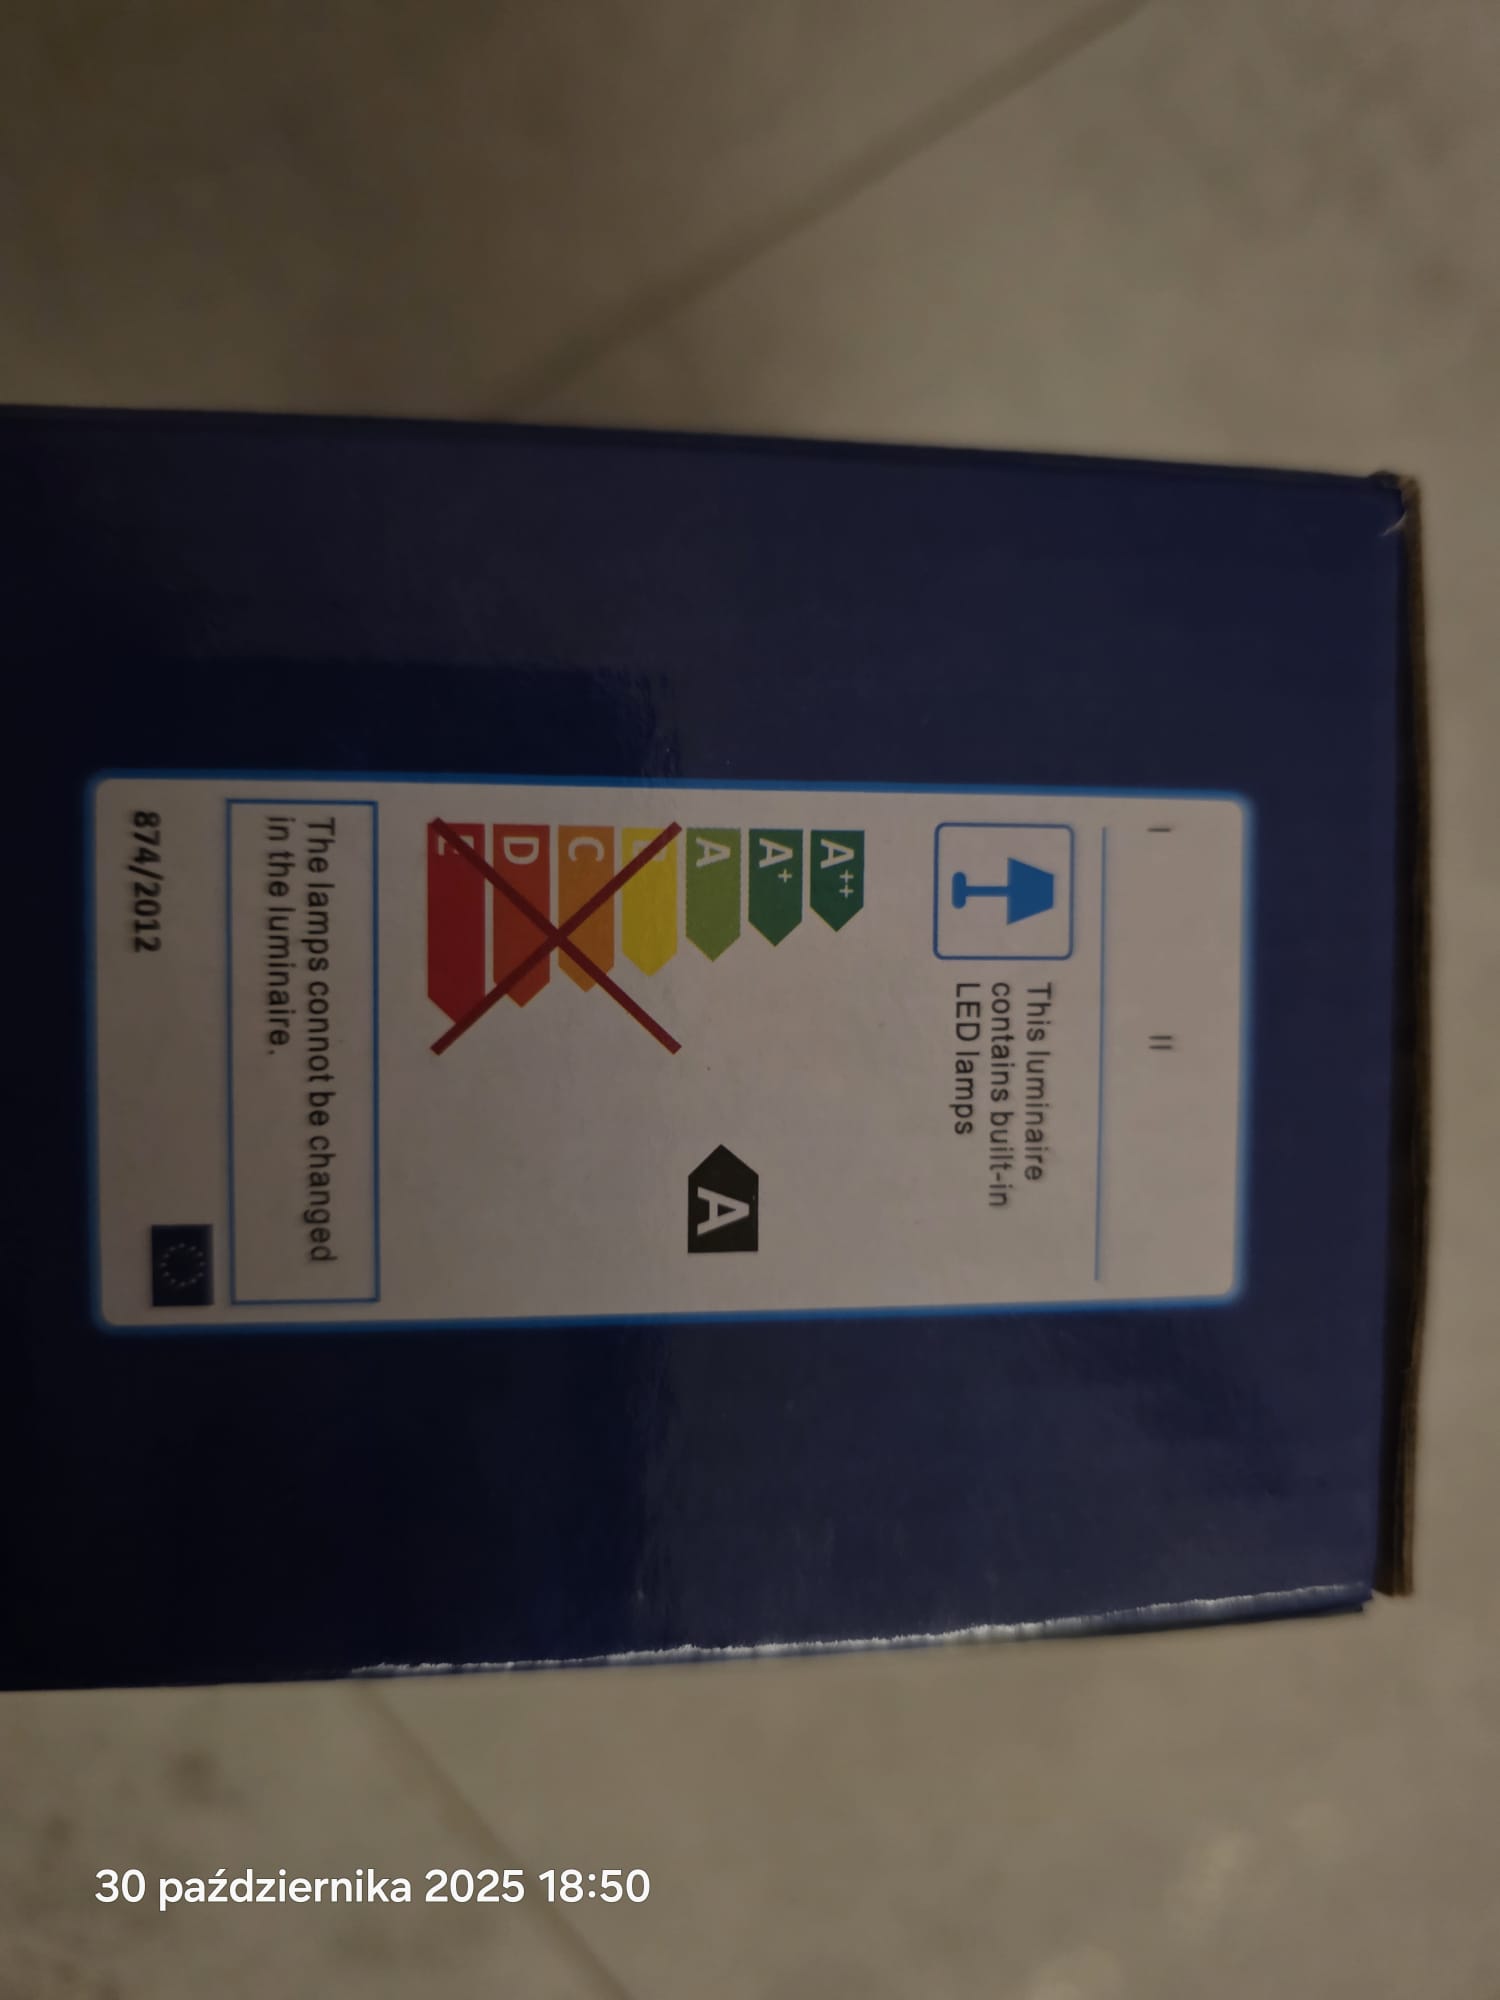 I II
This luminaire
contains built-in
LED lamps
A++
A+
A
A
C
D
The lamps connot be changed
in the luminaire.
874/2012
30 października 2025 18:50